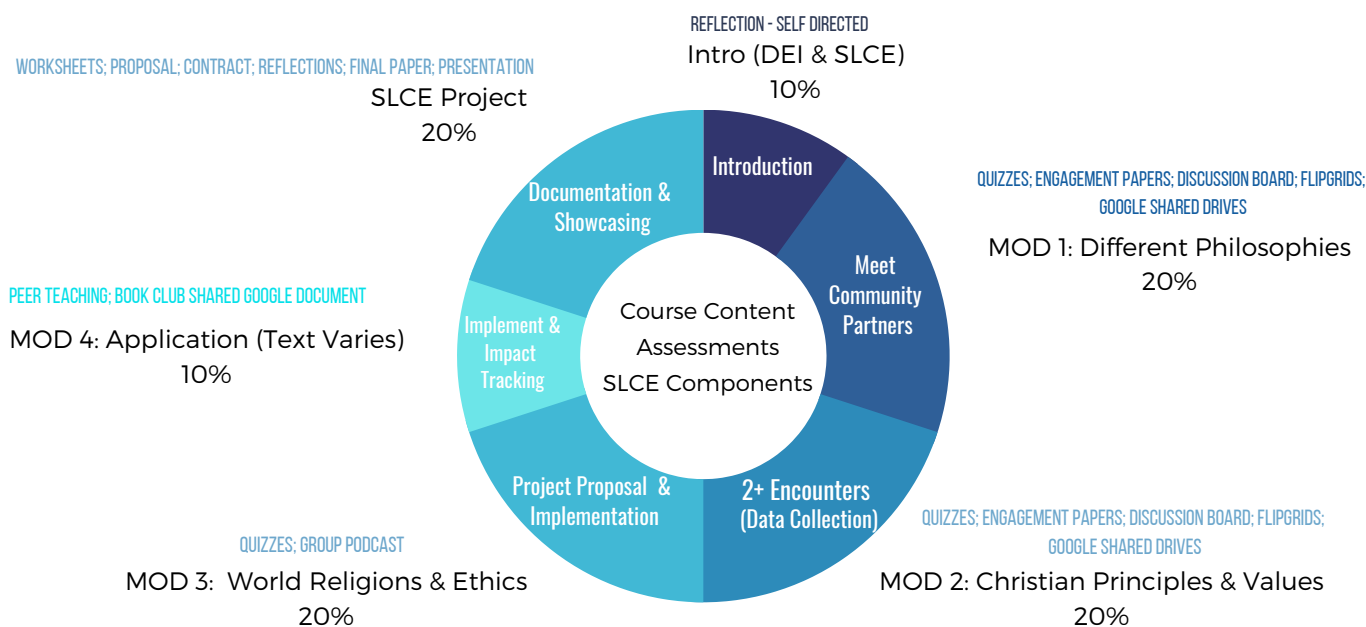 REFLECTION - SELF DIRECTED
Intro (DEI & SLCE)
10%
WORKSHEETS; PROPOSAL; CONTRACT; REFLECTIONS; FINAL PAPER; PRESENTATION
SLCE Project
20%
Introduction
Documentation &
Showcasing
QUIZZES; ENGAGEMENT PAPERS; DISCUSSION BOARD; FLIPGRIDS;
GOOGLE SHARED DRIVES
MOD 1: Different Philosophies
20%
Meet
Community
Partners
PEER TEACHING; BOOK CLUB SHARED GOOGLE DOCUMENT
MOD 4: Application (Text Varies)
10%
Implement &
Impact
Tracking
Course Content
Assessments
SLCE Components
Project Proposal &
Implementation
2+ Encounters
(Data Collection)
QUIZZES; GROUP PODCAST
MOD 3: World Religions & Ethics
20%
QUIZZES; ENGAGEMENT PAPERS; DISCUSSION BOARD; FLIPGRIDS;
GOOGLE SHARED DRIVES
MOD 2: Christian Principles & Values
20%